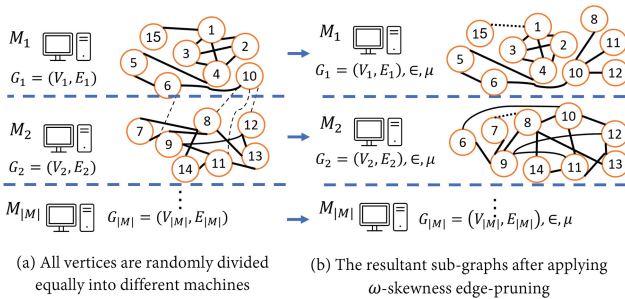 M₁
G₁ = (V₁, E₁)
15
1
2
3
4
5
6
10
M₂
G₂ = (V₂, E₂)
7
8
12
9
13
14
11
M|M|
G|M| = (V|M|, E|M|)
(a) All vertices are randomly divided
equally into different machines
M₁
G₁ = (V₁, E₁), ∈, μ
15
1
8
3
2
11
5
4
10
12
6
M₂
G₂ = (V₂, E₂), ∈, μ
6
7
8
10
12
9
14
11
13
M|M|
G|M| = (V|M|, E|M|), ∈, μ
(b) The resultant sub-graphs after applying
ω-skewness edge-pruning